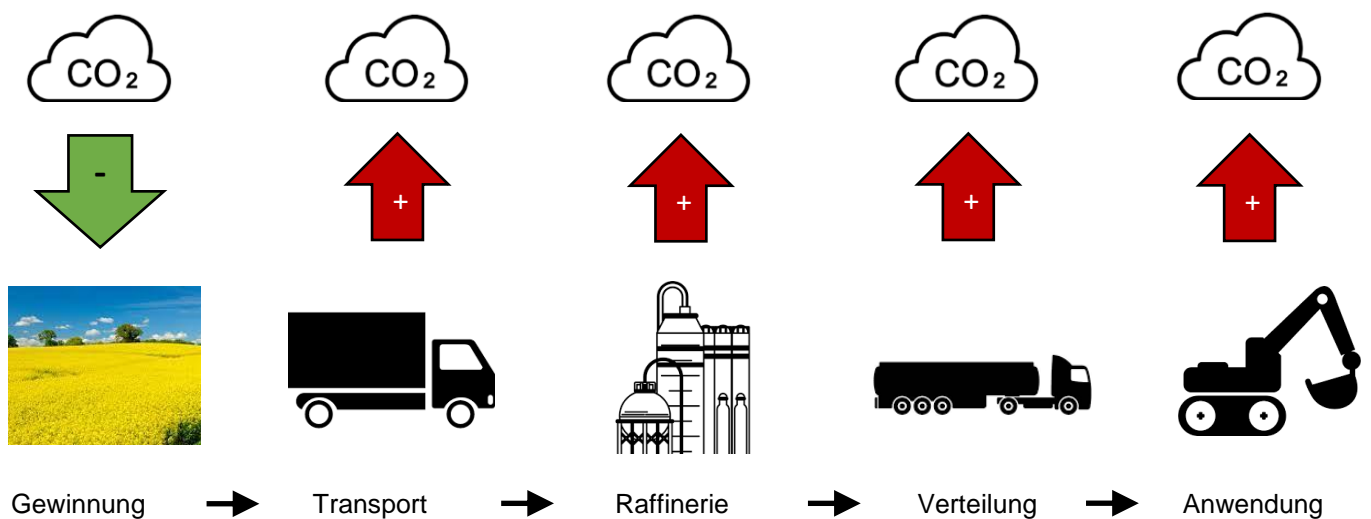 CO₂ CO₂ CO₂ CO₂ CO₂
- + + + +
Gewinnung Transport Raffinerie Verteilung Anwendung